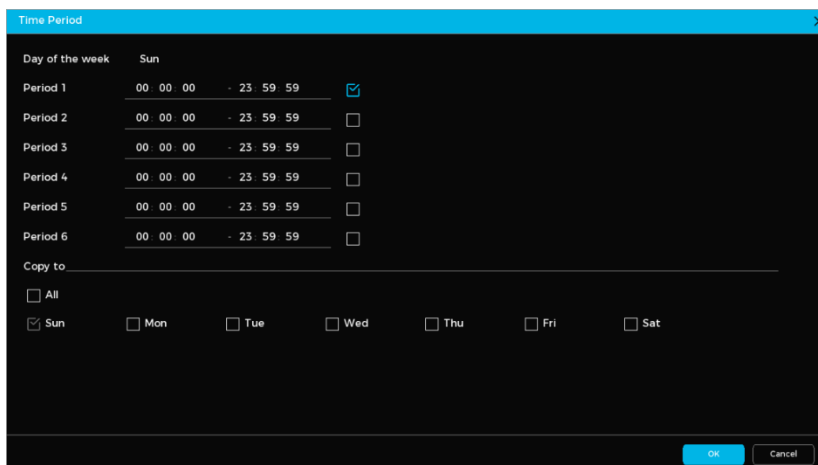 Time Period
Day of the week Sun
Period 1 00 : 00 : 00 - 23 : 59 : 59
Period 2 00 : 00 : 00 - 23 : 59 : 59
Period 3 00 : 00 : 00 - 23 : 59 : 59
Period 4 00 : 00 : 00 - 23 : 59 : 59
Period 5 00 : 00 : 00 - 23 : 59 : 59
Period 6 00 : 00 : 00 - 23 : 59 : 59
Copy to
All
Sun Mon Tue Wed Thu Fri Sat
OK Cancel